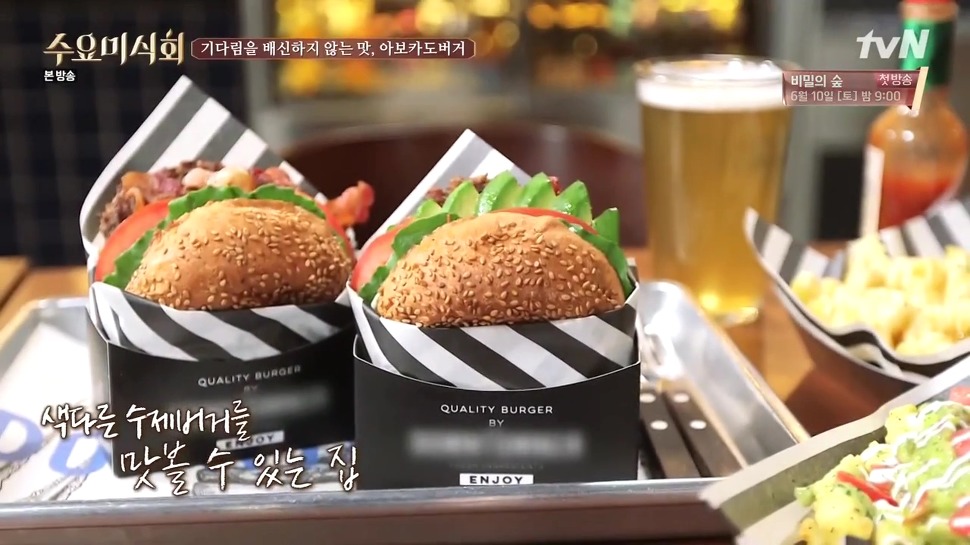 수요미식회
본 방송
기다림을 배신하지 않는 맛, 아보카도버거
tvN
비밀의 숲 첫방송
6월 10일 [토] 밤 9:00
QUALITY BURGER
BY
ENJOY
QUALITY BURGER
BY
ENJOY
색다른 수제버거를
맛볼 수 있는 집